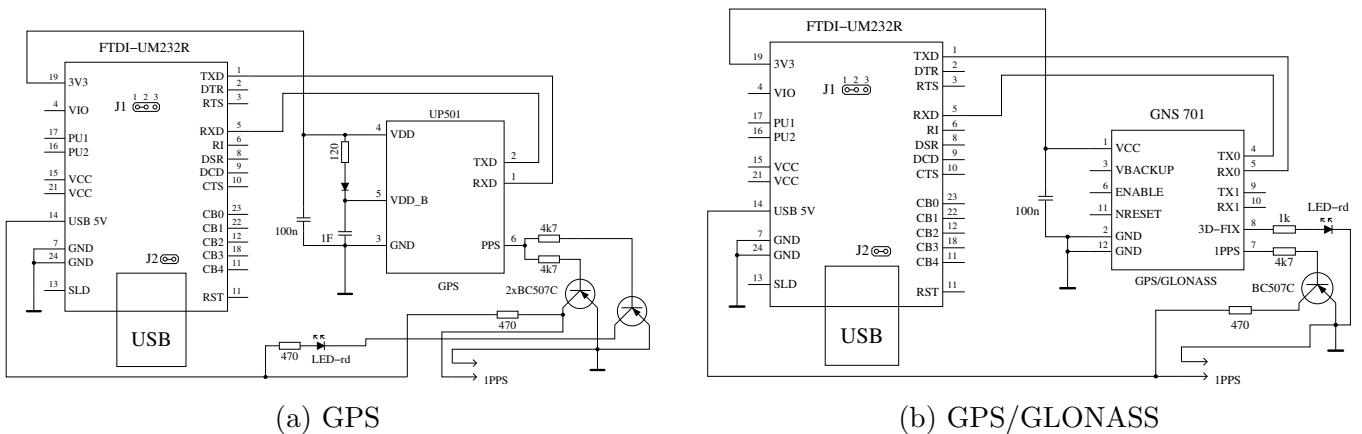 FTDI−UM232R
19 3V3
4 VIO
17 PU1
16 PU2
15 VCC
21 VCC
14 USB 5V
7 GND
24 GND
13 SLD
J1 1 2 3
J2
USB
TXD 1
DTR 2
RTS 3
RXD 5
RI 6
DSR 8
DCD 9
CTS 10
CB0 23
CB1 22
CB2 12
CB3 18
CB4 11
RST 11
100n
120
1F
UP501
4 VDD
5 VDD_B
3 GND
TXD 2
RXD 1
PPS 6
GPS
4k7
4k7
2xBC507C
470
470
LED−rd
1PPS
(a) GPS
FTDI−UM232R
19 3V3
4 VIO
17 PU1
16 PU2
15 VCC
21 VCC
14 USB 5V
7 GND
24 GND
13 SLD
J1 1 2 3
J2
USB
TXD 1
DTR 2
RTS 3
RXD 5
RI 6
DSR 8
DCD 9
CTS 10
CB0 23
CB1 22
CB2 12
CB3 18
CB4 11
RST 11
100n
GNS 701
1 VCC
3 VBACKUP
6 ENABLE
11 NRESET
2 GND
12 GND
TX0 4
RX0 5
TX1 9
RX1 10
3D−FIX 8
1PPS 7
GPS/GLONASS
1k
LED−rd
4k7
BC507C
470
1PPS
(b) GPS/GLONASS